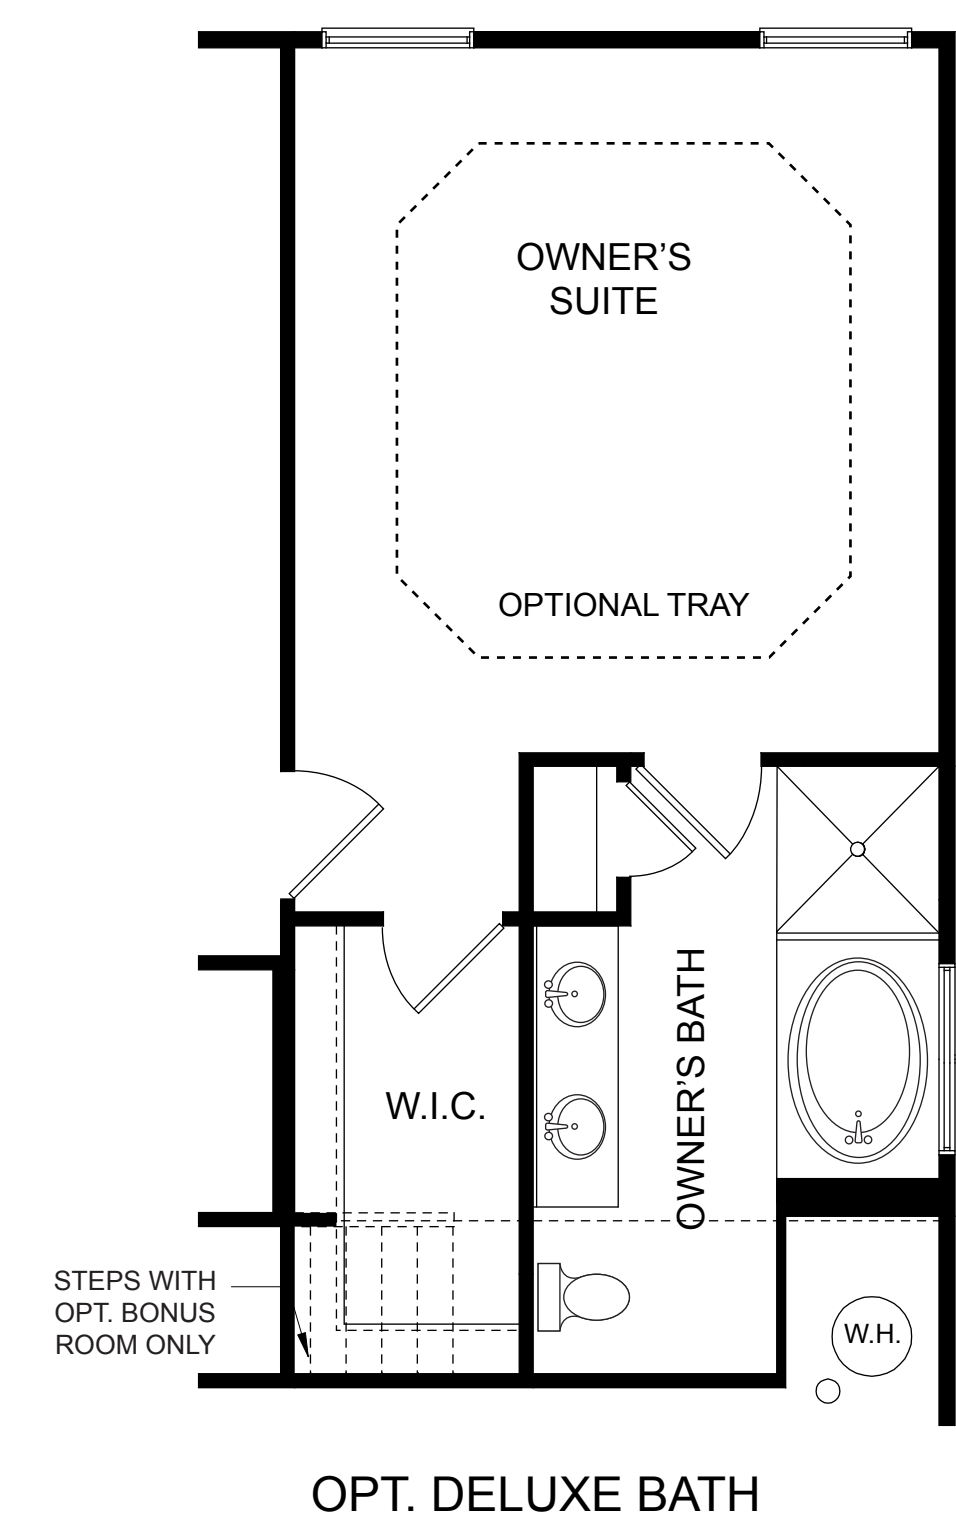 OWNER’S
SUITE
OPTIONAL TRAY
W.I.C.
OWNER’S BATH
STEPS WITH
OPT. BONUS
ROOM ONLY
W.H.
OPT. DELUXE BATH